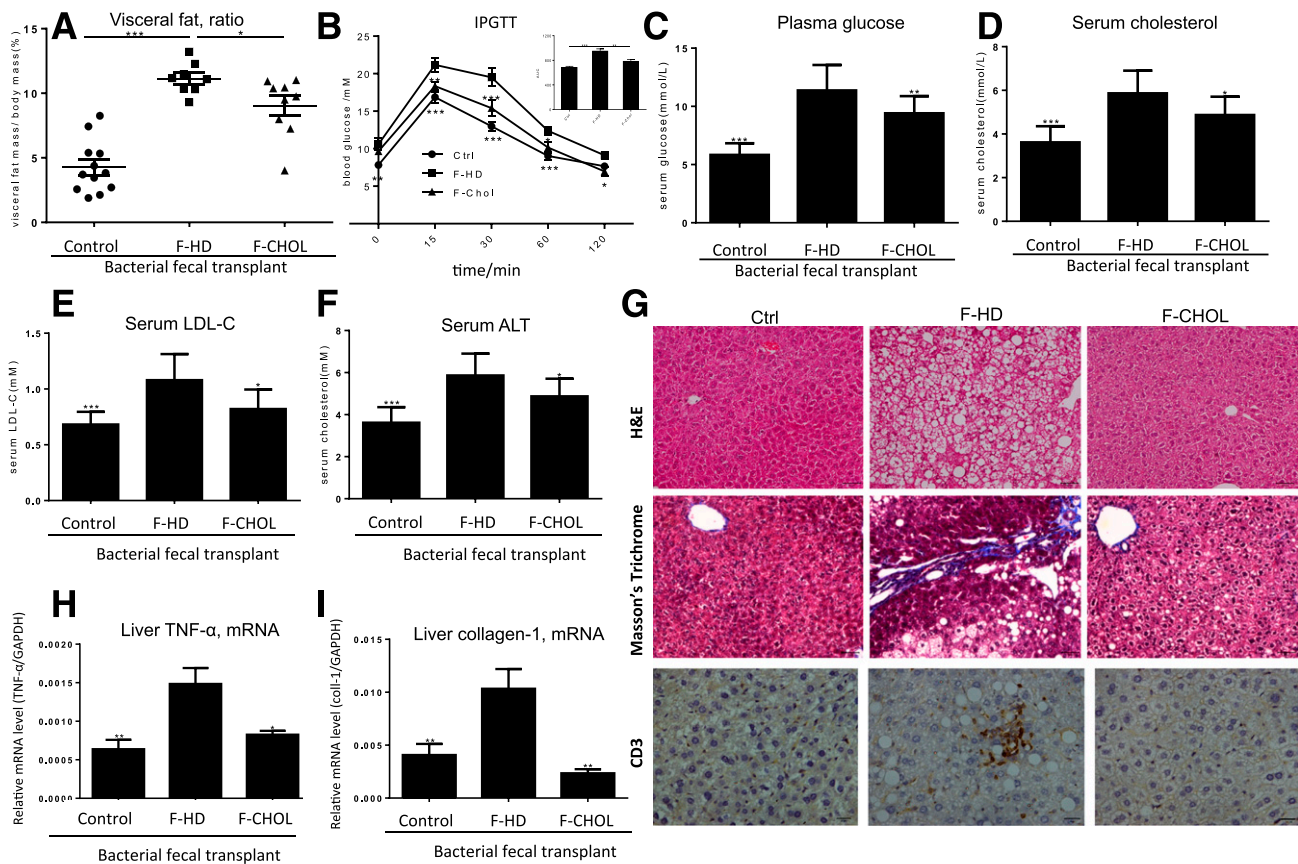 A
Visceral fat, ratio
***
*
visceral fat mass/ body mass(%)
15
10
5
0
Control
F-HD
F-CHOL
Bacterial fecal transplant
B
IPGTT
blood glucose /mM
25
20
15
10
5
0
**
***
***
***
***
*
Ctrl
F-HD
F-Chol
0
15
30
60
120
time/min
***
**
Ctrl
F-HD
F-Chol
C
Plasma glucose
serum glucose(mmol/L)
15
10
5
0
***
**
Control
F-HD
F-CHOL
Bacterial fecal transplant
D
Serum cholesterol
serum cholesterol(mmol/L)
8
6
4
2
0
***
*
Control
F-HD
F-CHOL
Bacterial fecal transplant
E
Serum LDL-C
serum LDL-C(mM)
1.5
1.0
0.5
0.0
***
*
Control
F-HD
F-CHOL
Bacterial fecal transplant
F
Serum ALT
serum cholesterol(mM)
8
6
4
2
0
***
*
Control
F-HD
F-CHOL
Bacterial fecal transplant
G
Ctrl
F-HD
F-CHOL
H&E
Masson's Trichrome
CD3
H
Liver TNF-α, mRNA
Relative mRNA level (TNF-α/GAPDH)
0.0020
0.0015
0.0010
0.0005
0.0000
**
*
Control
F-HD
F-CHOL
Bacterial fecal transplant
I
Liver collagen-1, mRNA
Relative mRNA level (coll-1/GAPDH)
0.015
0.010
0.005
0.000
**
**
Control
F-HD
F-CHOL
Bacterial fecal transplant